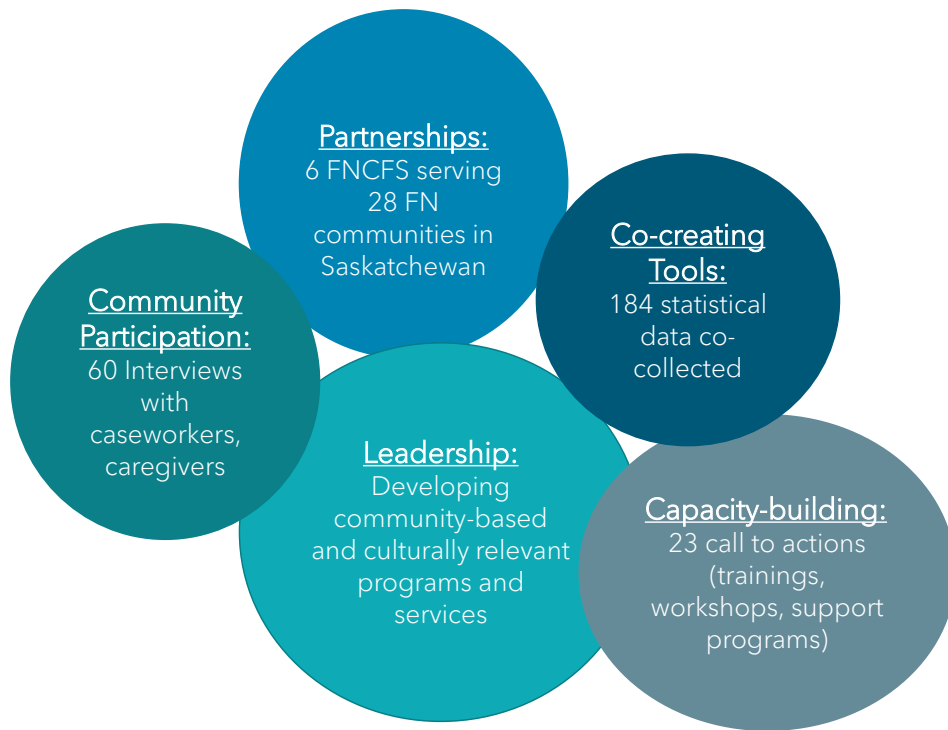 Partnerships:
6 FNCFS serving
28 FN
communities in
Saskatchewan
Co-creating
Tools:
184 statistical
data co-
collected
Community
Participation:
60 Interviews
with
caseworkers,
caregivers
Leadership:
Developing
community-based
and culturally relevant
programs and
services
Capacity-building:
23 call to actions
(trainings,
workshops, support
programs)